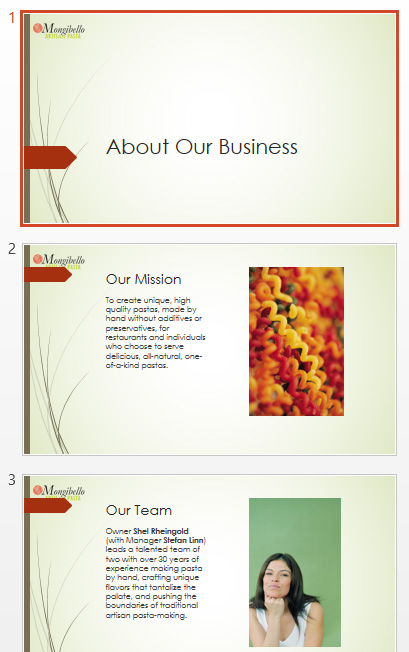 1
Mongibello
ARTISAN PASTA
About Our Business
2
Mongibello
PASTA
Our Mission
To create unique, high
quality pastas, made by
hand without additives or
preservatives, for
restaurants and individuals
who choose to serve
delicious, all-natural, one-
of-a-kind pastas.
3
Mongibello
PASTA
Our Team
Owner Shel Rheingold
(with Manager Stefan Linn)
leads a talented team of
two with over 30 years of
experience making pasta
by hand, crafting unique
flavors that tantalize the
palate, and pushing the
boundaries of traditional
artisan pasta-making.